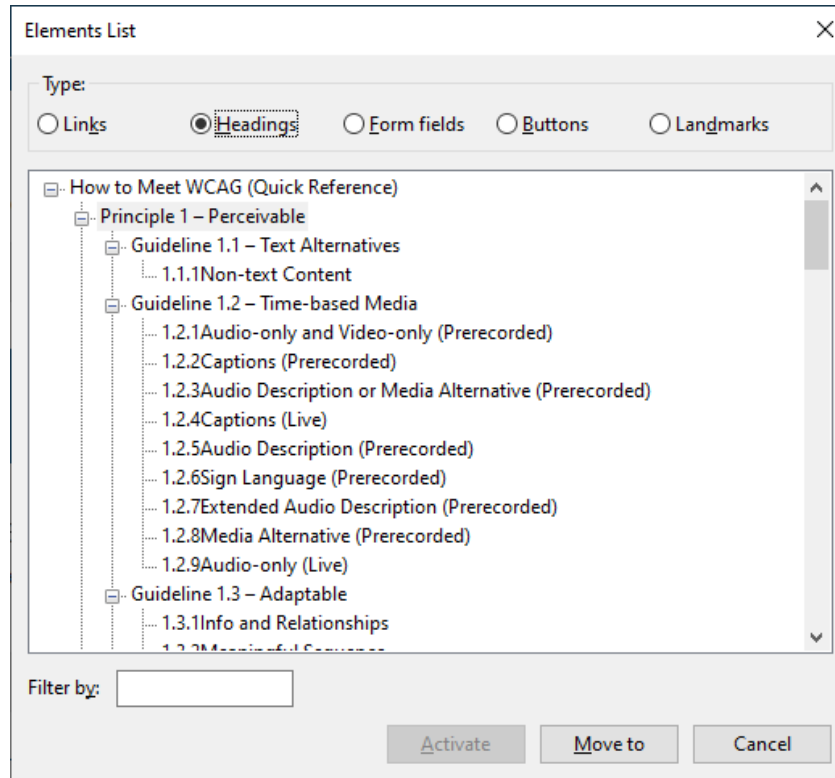 Elements List
Type:
Links Headings Form fields Buttons Landmarks
How to Meet WCAG (Quick Reference)
Principle 1 – Perceivable
Guideline 1.1 – Text Alternatives
1.1.1Non-text Content
Guideline 1.2 – Time-based Media
1.2.1Audio-only and Video-only (Prerecorded)
1.2.2Captions (Prerecorded)
1.2.3Audio Description or Media Alternative (Prerecorded)
1.2.4Captions (Live)
1.2.5Audio Description (Prerecorded)
1.2.6Sign Language (Prerecorded)
1.2.7Extended Audio Description (Prerecorded)
1.2.8Media Alternative (Prerecorded)
1.2.9Audio-only (Live)
Guideline 1.3 – Adaptable
1.3.1Info and Relationships
1.3.2Meaningful Sequence
Filter by:
Activate Move to Cancel